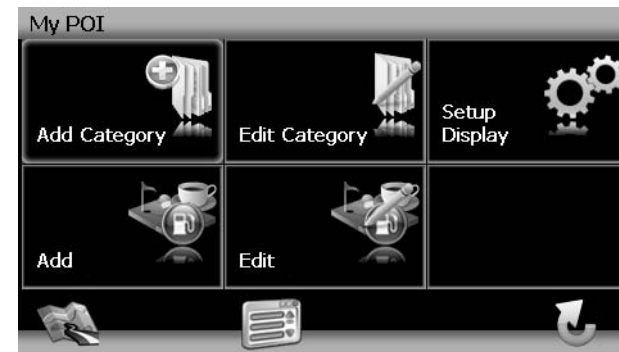 My POI
Add Category
Edit Category
Setup
Display
Add
Edit